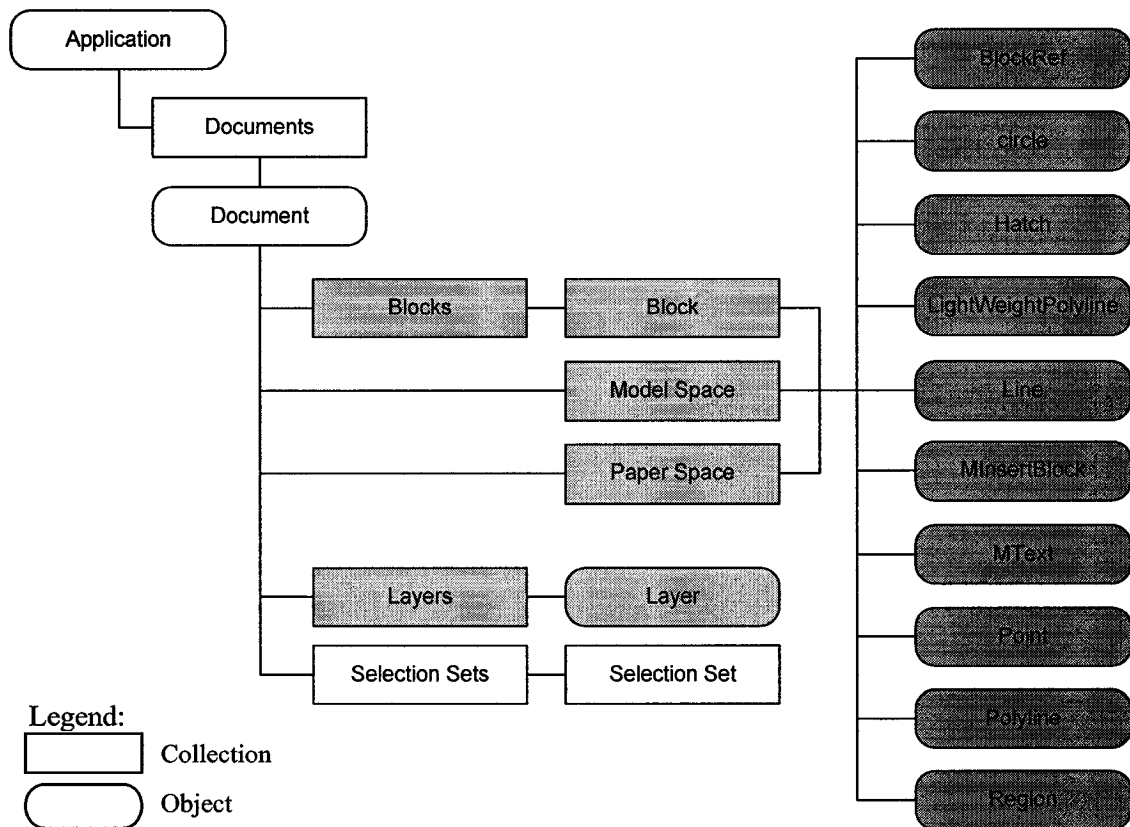 Application
Documents
Document
Blocks
Block
Model Space
Paper Space
Layers
Layer
Selection Sets
Selection Set
BlockRef
circle
Hatch
LightWeightPolyline
Line
MInsertBlock
MText
Point
Polyline
Region
Legend:
Collection
Object